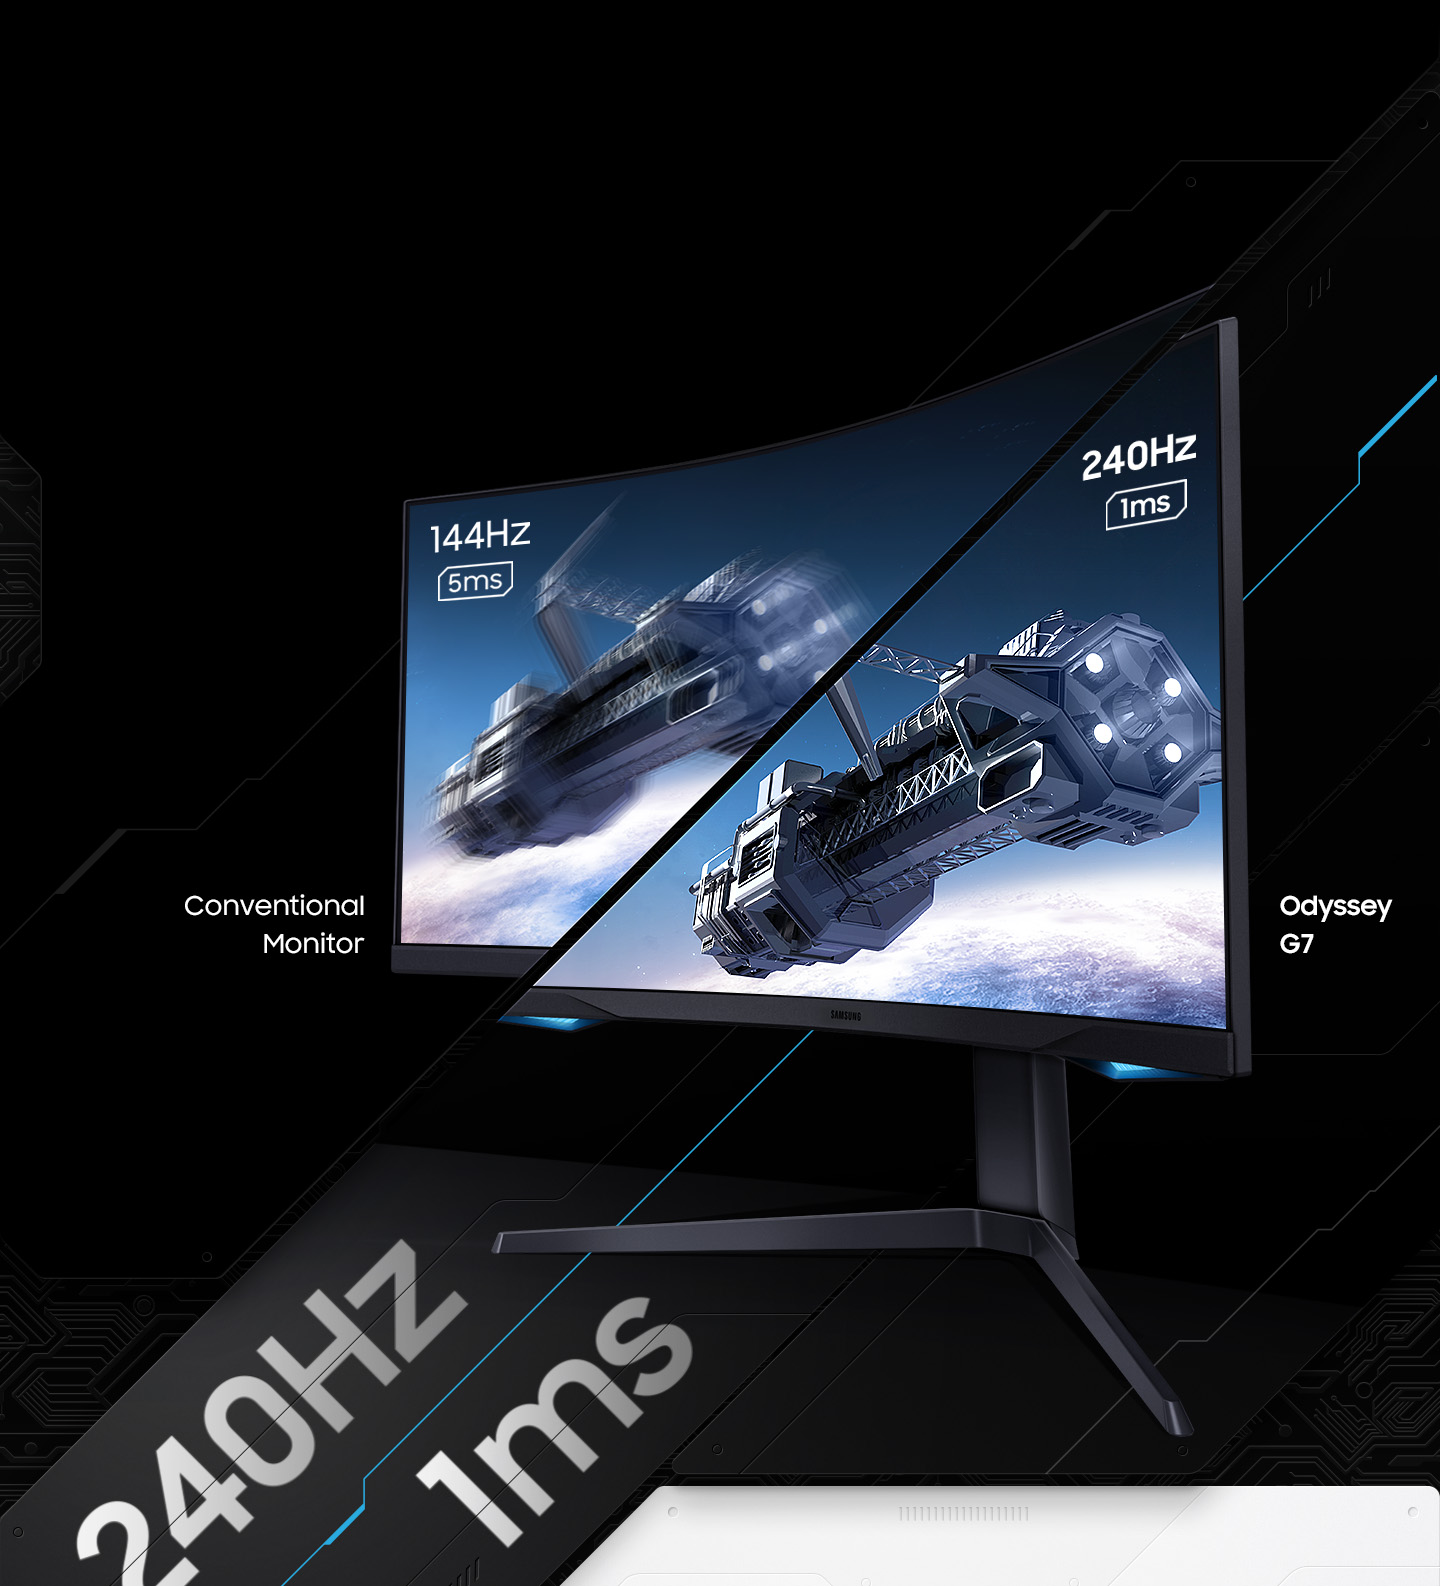 240Hz
1ms
144Hz
5ms
Conventional
Monitor
Odyssey
G7
SAMSUNG
240Hz
1ms